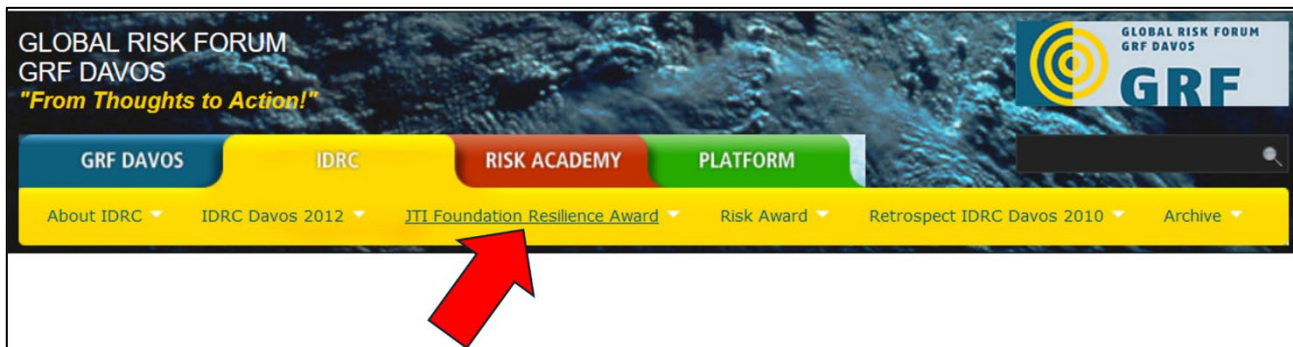 GLOBAL RISK FORUM
GRF DAVOS
"From Thoughts to Action!"
GLOBAL RISK FORUM
GRF DAVOS
GRF
GRF DAVOS
IDRC
RISK ACADEMY
PLATFORM
About IDRC
IDRC Davos 2012
JTI Foundation Resilience Award
Risk Award
Retrospect IDRC Davos 2010
Archive